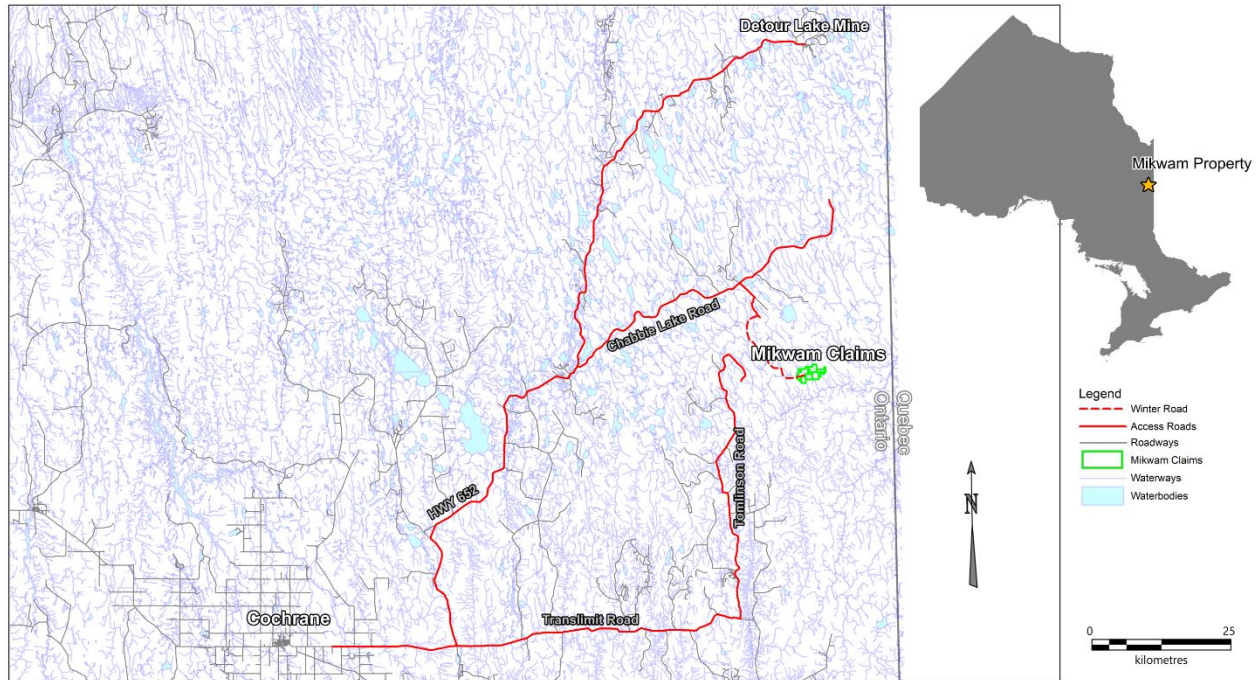 Detour Lake Mine
Mikwam Property
Chabbie Lake Road
Mikwam Claims
Ontario
Quebec
HWY 652
Tomlinson Road
Cochrane
Translimit Road
Legend
Winter Road
Access Roads
Roadways
Mikwam Claims
Waterways
Waterbodies
N
0 25
kilometres